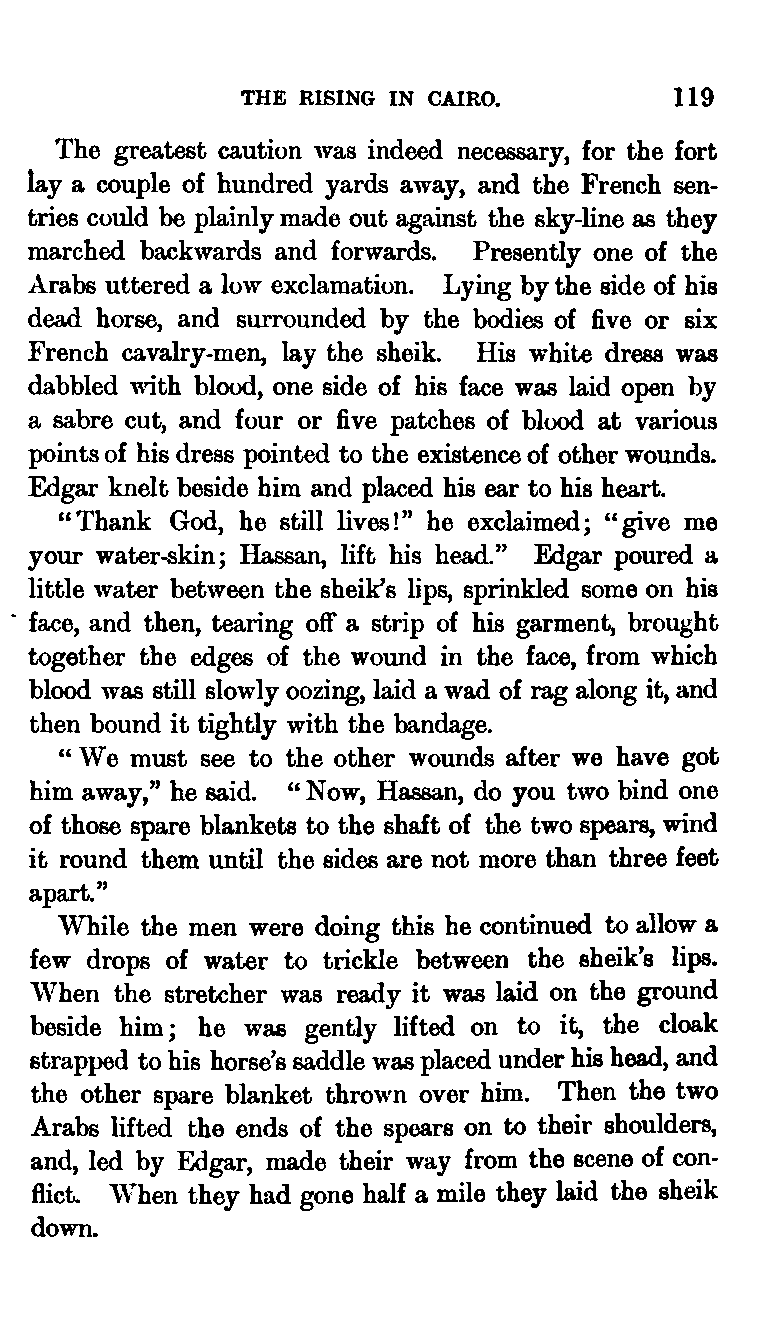 THE RISING IN CAIRO. 119
The greatest caution was indeed necessary, for the fort
lay a couple of hundred yards away, and the French sen-
tries could be plainly made out against the sky-line as they
marched backwards and forwards. Presently one of the
Arabs uttered a low exclamation. Lying by the side of his
dead horse, and surrounded by the bodies of five or six
French cavalry-men, lay the sheik. His white dress was
dabbled with blood, one side of his face was laid open by
a sabre cut, and four or five patches of blood at various
points of his dress pointed to the existence of other wounds.
Edgar knelt beside him and placed his ear to his heart.
“Thank God, he still lives!” he exclaimed; “give me
your water-skin; Hassan, lift his head.” Edgar poured a
little water between the sheik's lips, sprinkled some on his
face, and then, tearing off a strip of his garment, brought
together the edges of the wound in the face, from which
blood was still slowly oozing, laid a wad of rag along it, and
then bound it tightly with the bandage.
“We must see to the other wounds after we have got
him away,” he said. “Now, Hassan, do you two bind one
of those spare blankets to the shaft of the two spears, wind
it round them until the sides are not more than three feet
apart.”
While the men were doing this he continued to allow a
few drops of water to trickle between the sheik's lips.
When the stretcher was ready it was laid on the ground
beside him; he was gently lifted on to it, the cloak
strapped to his horse's saddle was placed under his head, and
the other spare blanket thrown over him. Then the two
Arabs lifted the ends of the spears on to their shoulders,
and, led by Edgar, made their way from the scene of con-
flict. When they had gone half a mile they laid the sheik
down.